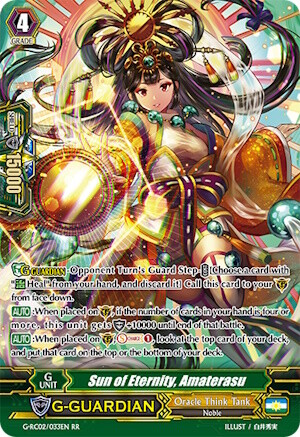 4
GRADE
15000
G GUARDIAN Opponent Turn's Guard Step [Choose a card with
"Heal" from your hand, and discard it] Call this card to your
from face down.
AUTO:When placed on , if the number of cards in your hand is four or
more, this unit gets +10000 until end of that battle.
AUTO:When placed on [CHARGE 1], look at the top card of your deck,
and put that card on the top or the bottom of your deck.
G
UNIT
Sun of Eternity, Amaterasu
G-GUARDIAN
Oracle Think Tank
Noble
G-RC02/033EN RR
ILLUST / 白井秀実